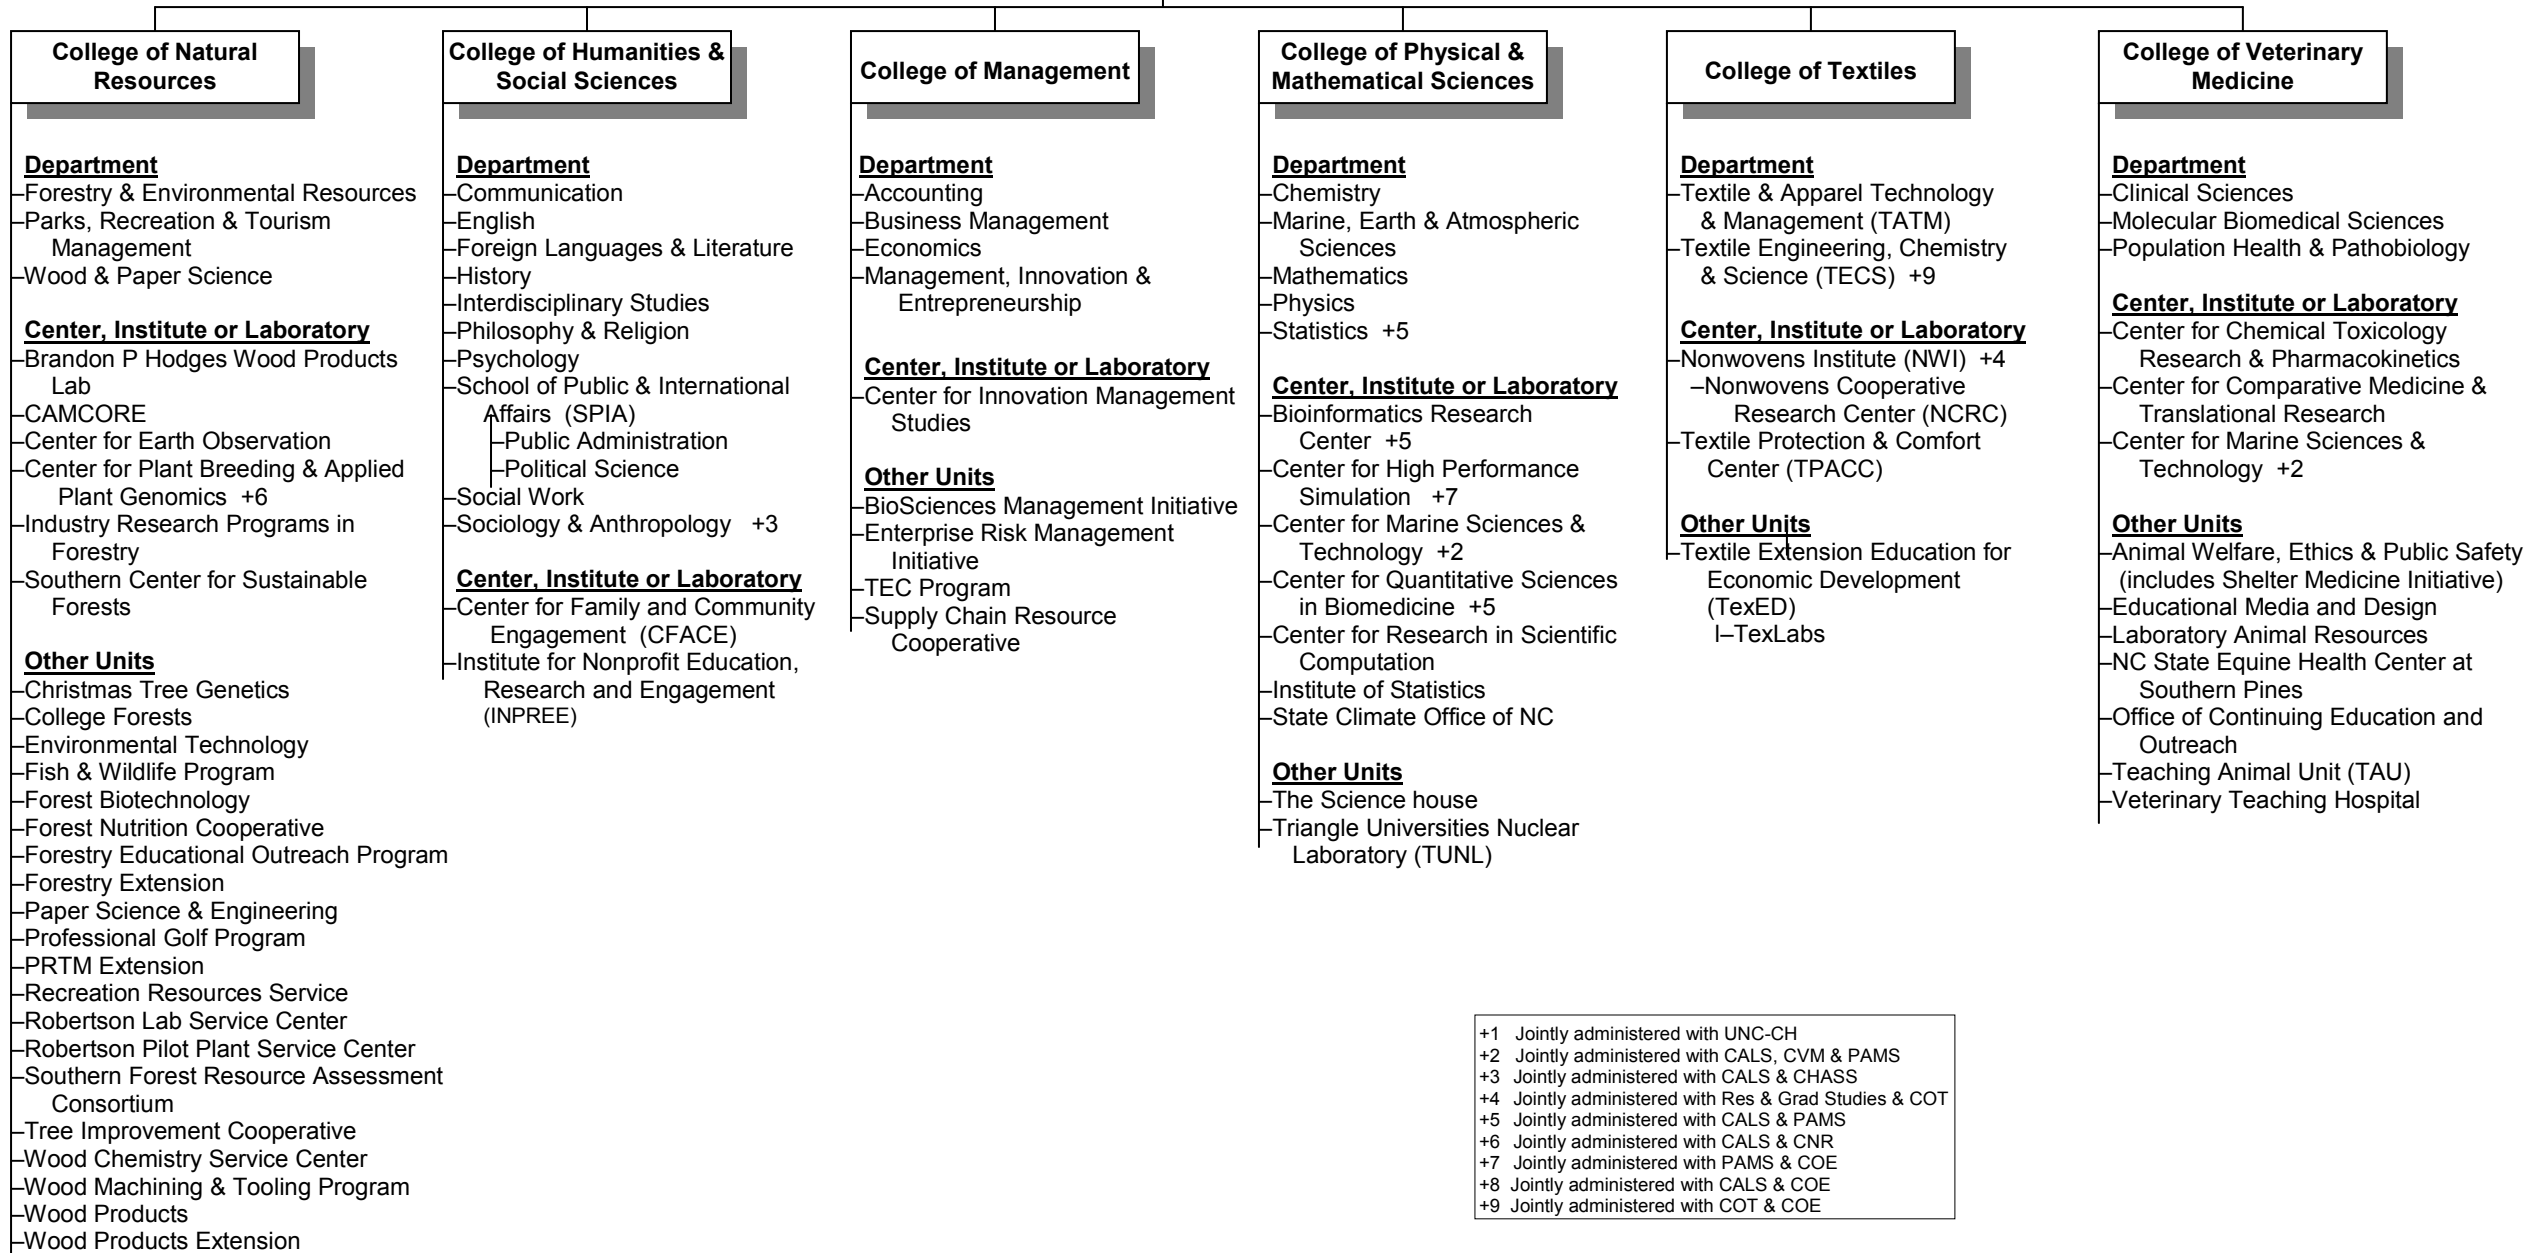 College of Natural
Resources
Department
–Forestry & Environmental Resources
–Parks, Recreation & Tourism
Management
–Wood & Paper Science
Center, Institute or Laboratory
–Brandon P Hodges Wood Products
Lab
–CAMCORE
–Center for Earth Observation
–Center for Plant Breeding & Applied
Plant Genomics +6
–Industry Research Programs in
Forestry
–Southern Center for Sustainable
Forests
Other Units
–Christmas Tree Genetics
–College Forests
–Environmental Technology
–Fish & Wildlife Program
–Forest Biotechnology
–Forest Nutrition Cooperative
–Forestry Educational Outreach Program
–Forestry Extension
–Paper Science & Engineering
–Professional Golf Program
–PRTM Extension
–Recreation Resources Service
–Robertson Lab Service Center
–Robertson Pilot Plant Service Center
–Southern Forest Resource Assessment
Consortium
–Tree Improvement Cooperative
–Wood Chemistry Service Center
–Wood Machining & Tooling Program
–Wood Products
–Wood Products Extension
College of Humanities &
Social Sciences
Department
–Communication
–English
–Foreign Languages & Literature
–History
–Interdisciplinary Studies
–Philosophy & Religion
–Psychology
–School of Public & International
Affairs (SPIA)
–Public Administration
–Political Science
–Social Work
–Sociology & Anthropology +3
Center, Institute or Laboratory
–Center for Family and Community
Engagement (CFACE)
–Institute for Nonprofit Education,
Research and Engagement
(INPREE)
College of Management
Department
–Accounting
–Business Management
–Economics
–Management, Innovation &
Entrepreneurship
Center, Institute or Laboratory
–Center for Innovation Management
Studies
Other Units
–BioSciences Management Initiative
–Enterprise Risk Management
Initiative
–TEC Program
–Supply Chain Resource
Cooperative
College of Physical &
Mathematical Sciences
Department
–Chemistry
–Marine, Earth & Atmospheric
Sciences
–Mathematics
–Physics
–Statistics +5
Center, Institute or Laboratory
–Bioinformatics Research
Center +5
–Center for High Performance
Simulation +7
–Center for Marine Sciences &
Technology +2
–Center for Quantitative Sciences
in Biomedicine +5
–Center for Research in Scientific
Computation
–Institute of Statistics
–State Climate Office of NC
Other Units
–The Science house
–Triangle Universities Nuclear
Laboratory (TUNL)
College of Textiles
Department
–Textile & Apparel Technology
& Management (TATM)
–Textile Engineering, Chemistry
& Science (TECS) +9
Center, Institute or Laboratory
–Nonwovens Institute (NWI) +4
–Nonwovens Cooperative
Research Center (NCRC)
–Textile Protection & Comfort
Center (TPACC)
Other Units
–Textile Extension Education for
Economic Development
(TexED)
l–TexLabs
College of Veterinary
Medicine
Department
–Clinical Sciences
–Molecular Biomedical Sciences
–Population Health & Pathobiology
Center, Institute or Laboratory
–Center for Chemical Toxicology
Research & Pharmacokinetics
–Center for Comparative Medicine &
Translational Research
–Center for Marine Sciences &
Technology +2
Other Units
–Animal Welfare, Ethics & Public Safety
(includes Shelter Medicine Initiative)
–Educational Media and Design
–Laboratory Animal Resources
–NC State Equine Health Center at
Southern Pines
–Office of Continuing Education and
Outreach
–Teaching Animal Unit (TAU)
–Veterinary Teaching Hospital
+1 Jointly administered with UNC-CH
+2 Jointly administered with CALS, CVM & PAMS
+3 Jointly administered with CALS & CHASS
+4 Jointly administered with Res & Grad Studies & COT
+5 Jointly administered with CALS & PAMS
+6 Jointly administered with CALS & CNR
+7 Jointly administered with PAMS & COE
+8 Jointly administered with CALS & COE
+9 Jointly administered with COT & COE